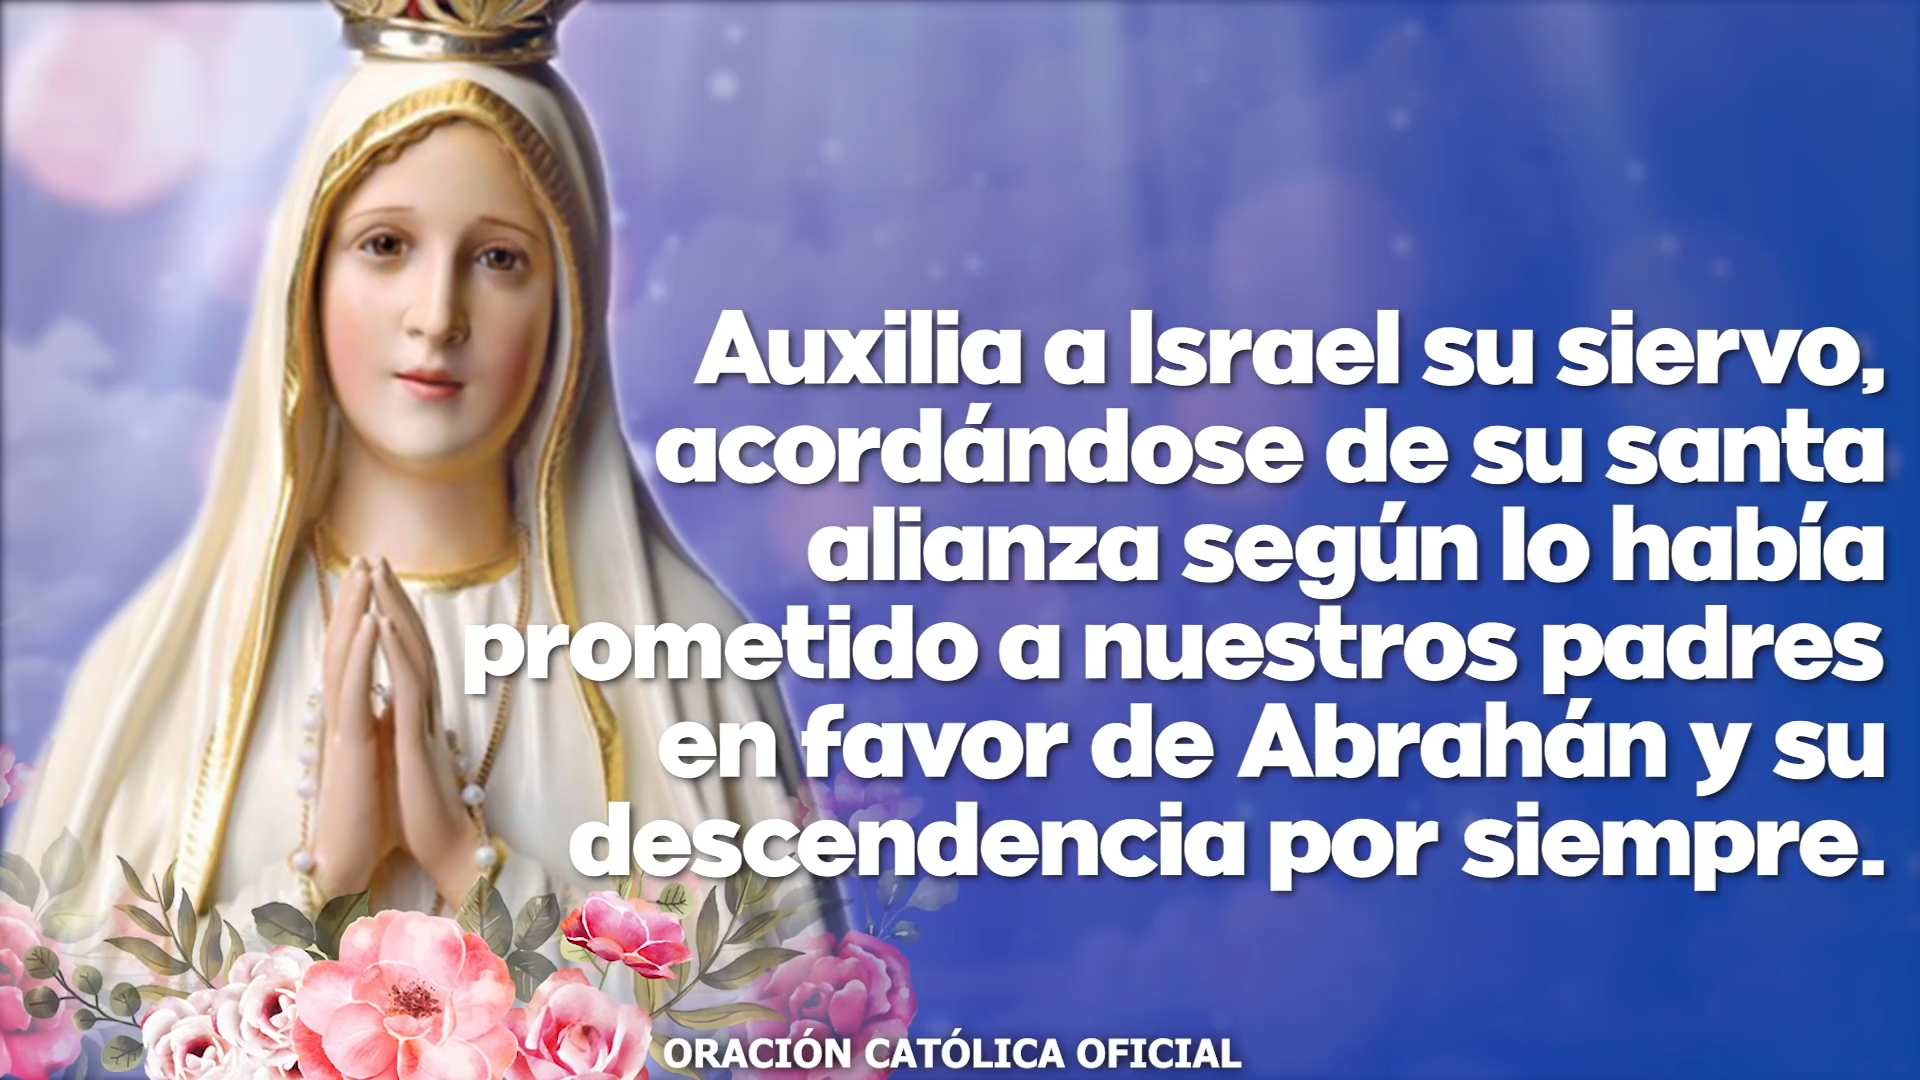 Auxilia a Israel su siervo,
acordándose de su santa
alianza según lo había
prometido a nuestros padres
en favor de Abrahán y su
descendencia por siempre.
ORACIÓN CATÓLICA OFICIAL